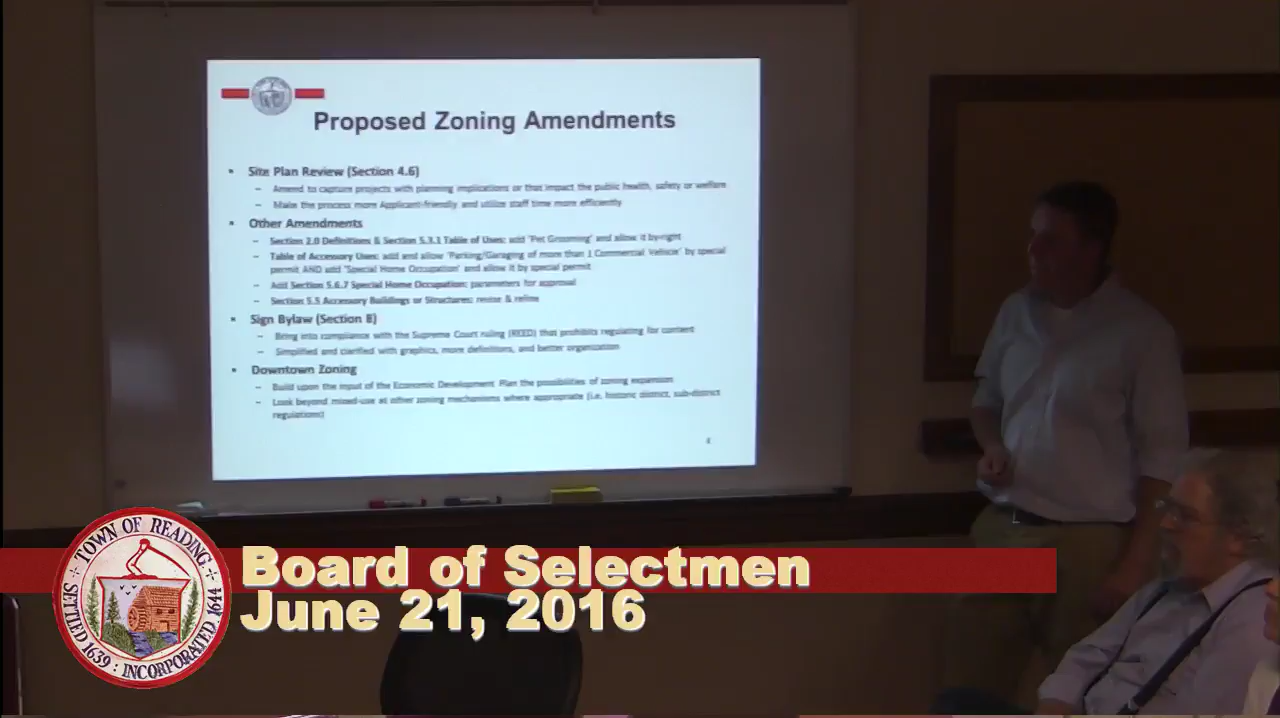 Proposed Zoning Amendments
Site Plan Review (Section 4.6)
Amend to capture projects with planning implications or that impact the public health, safety or welfare
Make the process more Applicant-friendly and utilize staff time more efficiently
Other Amendments
Section 2.0 Definitions & Section 5.3.1 Table of Uses: add 'Pet Grooming' and allow it by-right
Table of Accessory Uses: add and allow 'Parking/Garaging of more than 1 Commercial Vehicle' by special
permit AND add 'Special Home Occupation' and allow it by special permit
Add Section 5.6.7 Special Home Occupation: parameters for approval
Section 5.5 Accessory Buildings or Structures: revise & refine
Sign Bylaw (Section 8)
Bring into compliance with the Supreme Court ruling (REED) that prohibits regulating for content
Simplified and clarified with graphics, more definitions, and better organization
Downtown Zoning
Build upon the input of the Economic Development Plan the possibilities of zoning expansion
Look beyond mixed-use at other zoning mechanisms where appropriate (i.e. historic district, sub-district
regulations)
TOWN OF READING
SETTLED 1639 : INCORPORATED 1644
Board of Selectmen
June 21, 2016